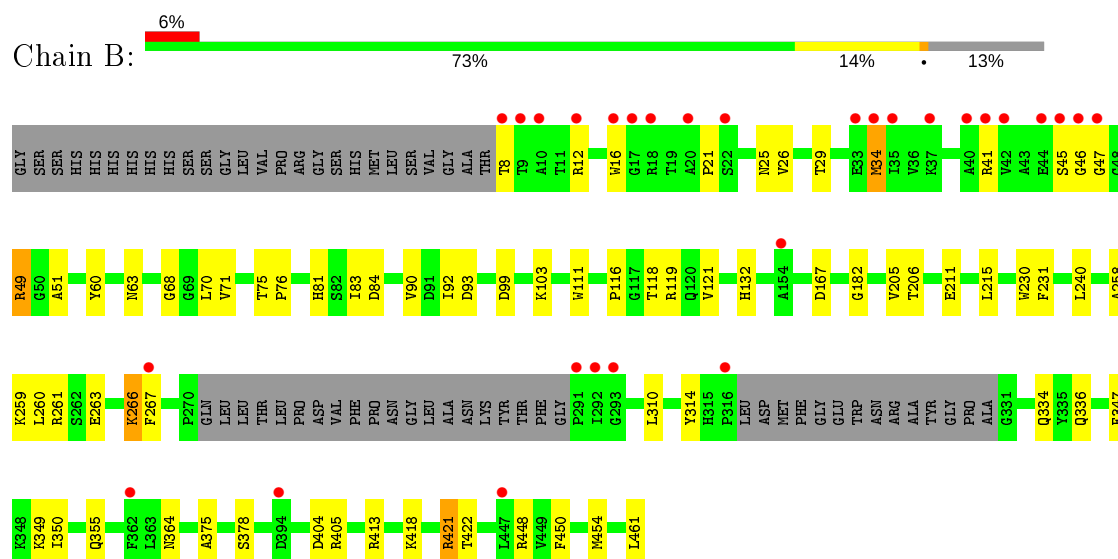 6%
Chain B:
73% 14% • 13%
GLY SER SER HIS HIS HIS HIS HIS HIS SER SER GLY LEU VAL PRO ARG GLY SER HIS MET LEU SER VAL GLY ALA THR T8 T9 A10 T11 R12 W16 G17 R18 T19 A20 P21 S22 N25 V26 T29 E33 M34 I35 V36 K37 A40 R41 V42 A43 E44 S45 G46 G47
R49 G50 A51 Y60 N63 G68 G69 L70 V71 T75 P76 H81 S82 I83 D84 V90 D91 I92 D93 D99 K103 W111 P116 G117 T118 R119 Q120 V121 H132 A154 D167 G182 V205 T206 E211 L215 W230 F231 L240 A258
K259 L260 R261 S262 E263 K266 F267 P270 GLN LEU LEU THR LEU PRO ASP VAL PHE PRO ASN GLY LEU ALA ASN LYS TYR THR PHE GLY P291 I292 G293 L310 Y314 H315 P316 LEU ASP MET PHE GLY GLU TRP ASN ARG ALA TYR GLY PRO ALA G331 Q334 Y335 Q336
K348 K349 I350 Q355 F362 L363 N364 A375 S378 D394 D404 R405 R413 K418 R421 T422 L447 R448 V449 F450 M454 L461